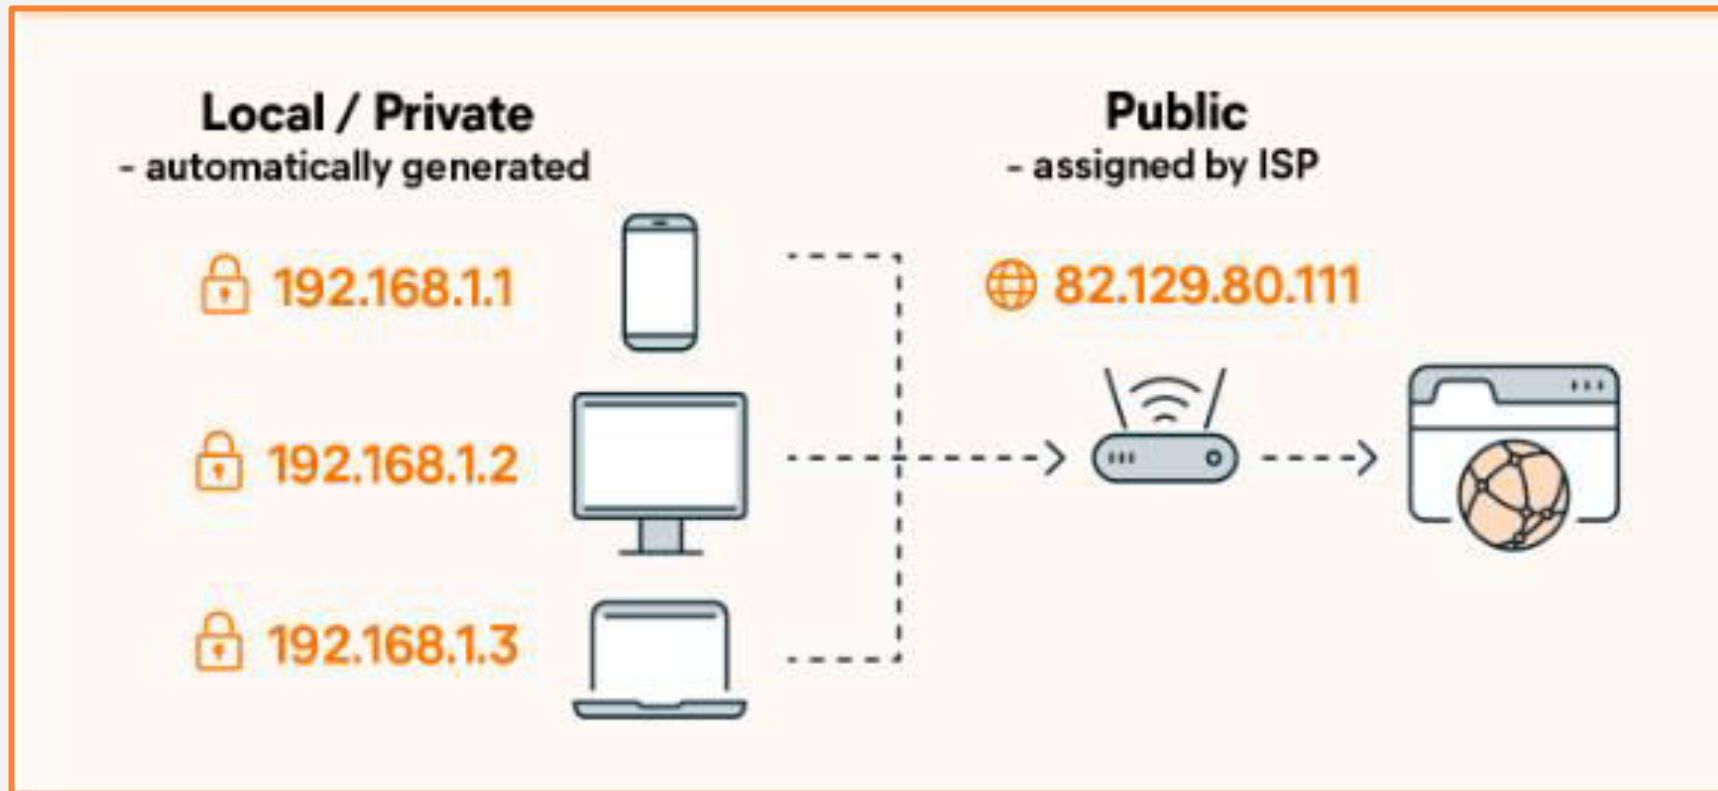 Local / Private
- automatically generated
192.168.1.1
192.168.1.2
192.168.1.3
Public
- assigned by ISP
82.129.80.111